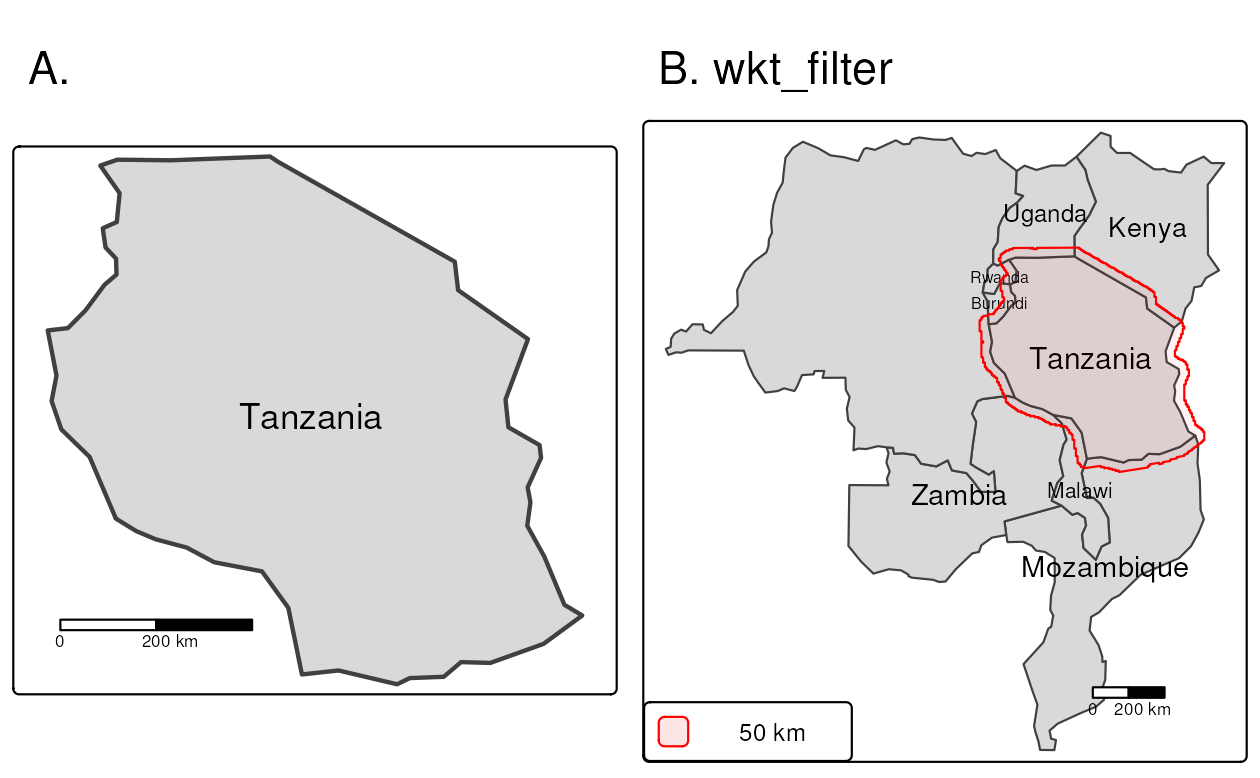 A.
Tanzania
0 200 km
B. wkt_filter
Uganda
Kenya
Rwanda
Burundi
Tanzania
Zambia
Malawi
Mozambique
0 200 km
50 km